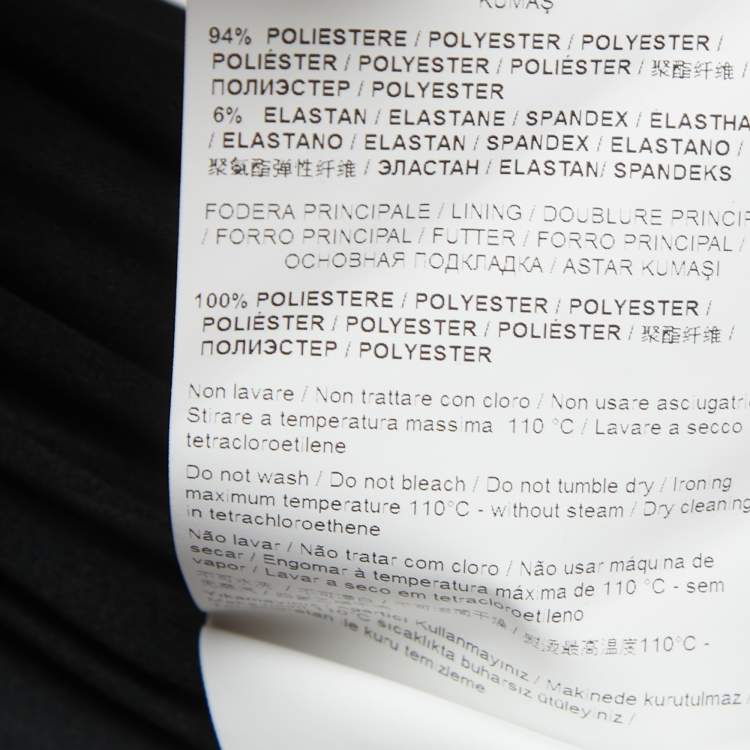 KUMAŞ
94% POLIESTERE / POLYESTER / POLYESTER /
POLIÉSTER / POLYESTER / POLIÉSTER / 聚酯纤维 /
ПОЛИЭСТЕР / POLYESTER
6% ELASTAN / ELASTANE / SPANDEX / ÉLASTHA
/ ELASTANO / ELASTAN / SPANDEX / ELASTANO /
聚氨酯弹性纤维 / ЭЛАСТАН / ELASTAN/ SPANDEKS
FODERA PRINCIPALE / LINING / DOUBLURE PRINCIP
/ FORRO PRINCIPAL / FUTTER / FORRO PRINCIPAL /
ОСНОВНАЯ ПОДКЛАДКА / ASTAR KUMAŞI
100% POLIESTERE / POLYESTER / POLYESTER /
POLIÉSTER / POLYESTER / POLIÉSTER / 聚酯纤维 /
ПОЛИЭСТЕР / POLYESTER
Non lavare / Non trattare con cloro / Non usare asciugatri
Stirare a temperatura massima 110 °C / Lavare a secco
tetracloroetilene
Do not wash / Do not bleach / Do not tumble dry / Ironing
maximum temperature 110°C - without steam / Dry cleaning
in tetrachloroethene
Não lavar / Não tratar com cloro / Não usar máquina de
secar / Engomar à temperatura máxima de 110 °C - sem
vapor / Lavar a seco em tetracloroetileno
熨烫最高温度110°C -
Kullanmayınız / Makinede kurutulmaz /
sıcaklıkta buharsız ütüleyiniz /
ile kuru temizleme